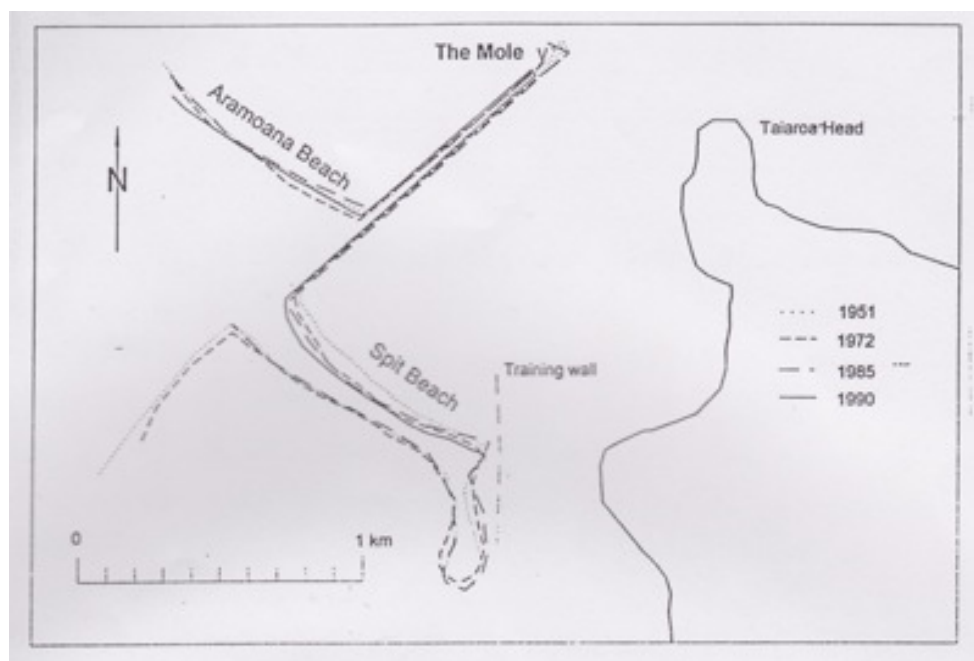 The Mole
Aramoana Beach
Taiaroa Head
N
Spit Beach
Training wall
1951
1972
1985
1990
0
1 km